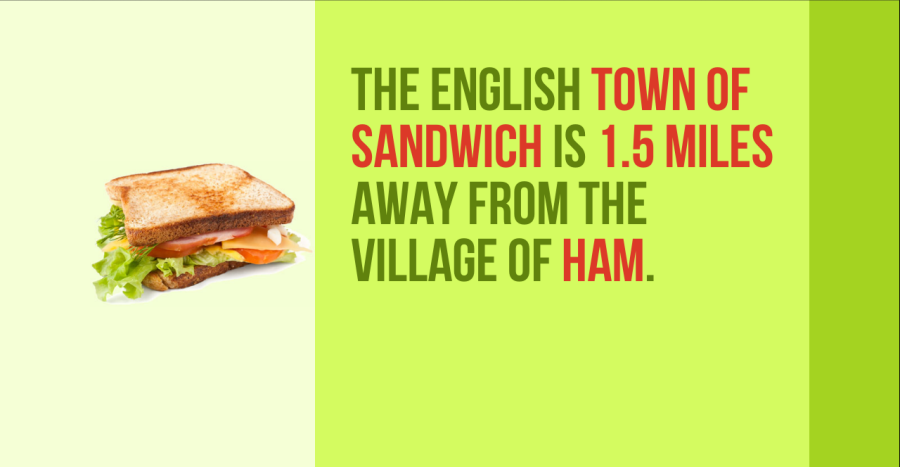 THE ENGLISH TOWN OF
SANDWICH IS 1.5 MILES
AWAY FROM THE
VILLAGE OF HAM.